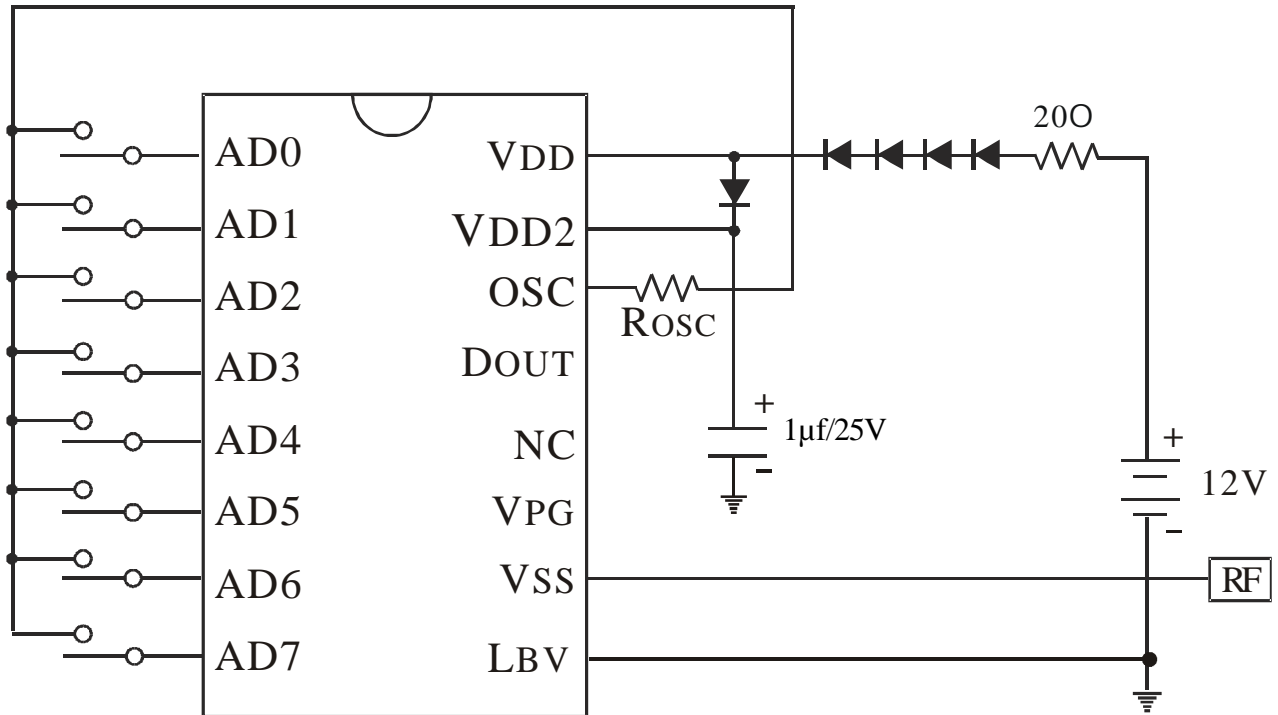 20O
AD0
AD1
AD2
AD3
AD4
AD5
AD6
AD7
VDD
VDD2
OSC
ROSC
DOUT
NC
VPG
VSS
LBV
+
1µf/25V
-
+
12V
–
RF